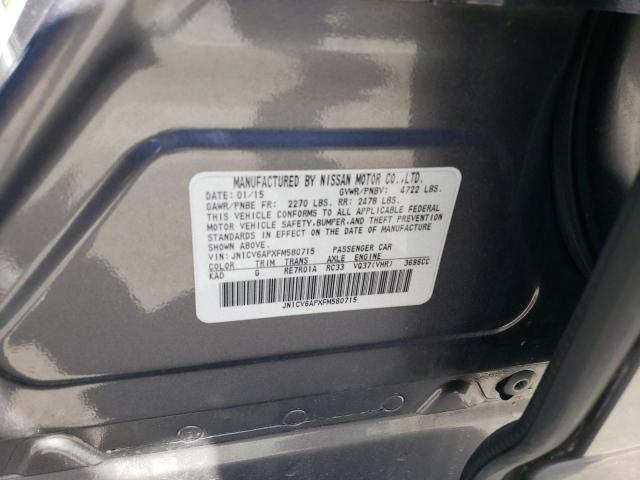 MANUFACTURED BY NISSAN MOTOR CO.,LTD.
DATE: 01/15 GVWR/PNBV: 4722 LBS.
GAWR/PNBE FR: 2270 LBS. RR: 2478 LBS.
THIS VEHICLE CONFORMS TO ALL APPLICABLE FEDERAL
MOTOR VEHICLE SAFETY,BUMPER,AND THEFT PREVENTION
STANDARDS IN EFFECT ON THE DATE OF MANUFACTURE
SHOWN ABOVE.
VIN: JN1CV6APXFM580715 PASSENGER CAR
COLOR TRIM TRANS AXLE ENGINE
KAD G RE7R01A RC33 VQ37(VHR) 3696CC
JN1CV6APXFM580715